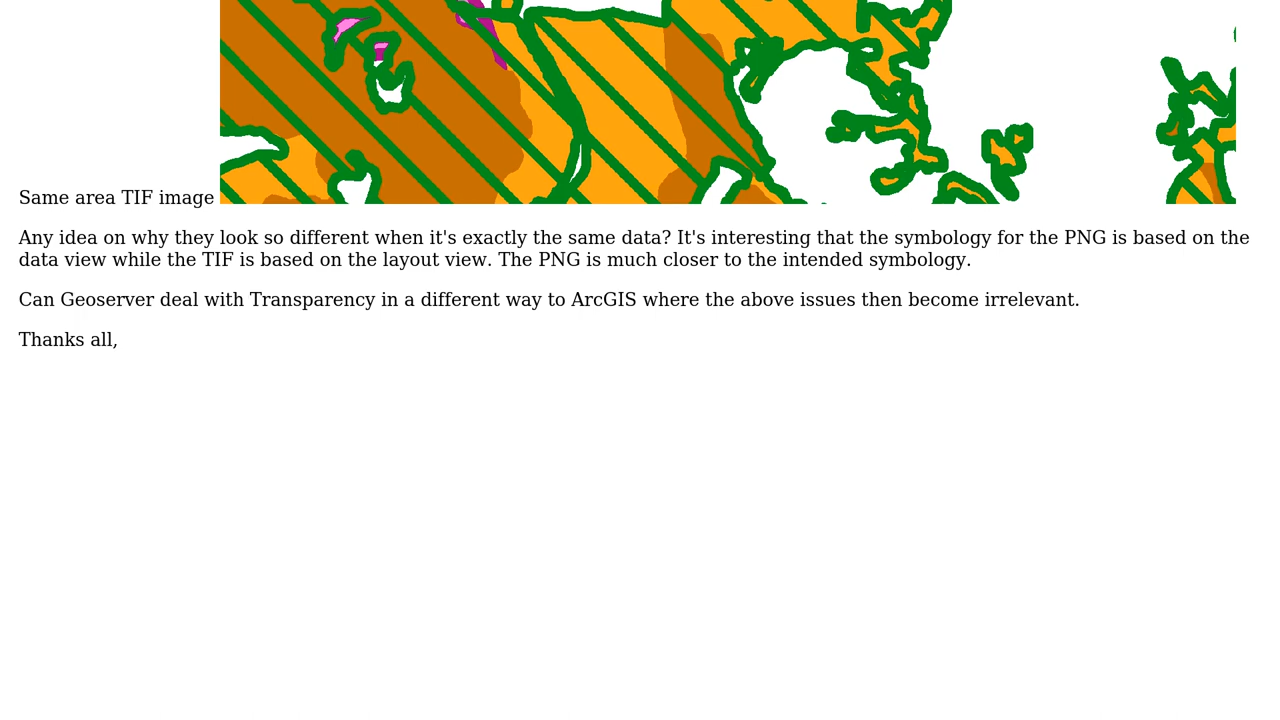 Same area TIF image
Any idea on why they look so different when it's exactly the same data? It's interesting that the symbology for the PNG is based on the
data view while the TIF is based on the layout view. The PNG is much closer to the intended symbology.
Can Geoserver deal with Transparency in a different way to ArcGIS where the above issues then become irrelevant.
Thanks all,